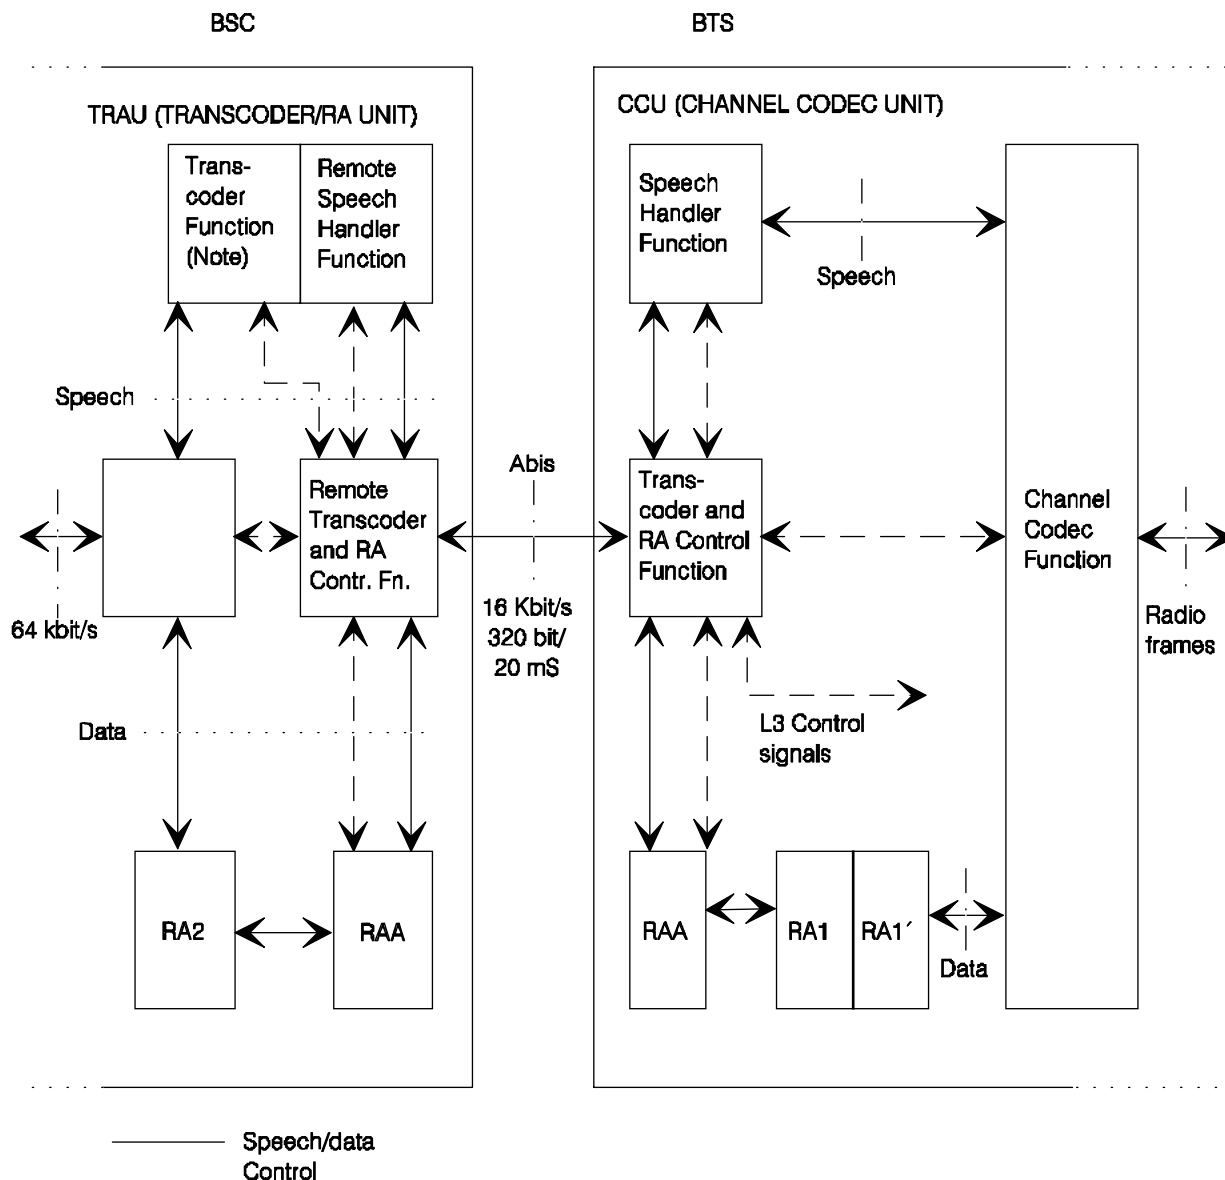 BSC
BTS
TRAU (TRANSCODER/RA UNIT)
CCU (CHANNEL CODEC UNIT)
Trans-
coder
Function
(Note)
Remote
Speech
Handler
Function
Speech
Handler
Function
Speech
Speech
Abis
Remote
Transcoder
and RA
Contr. Fn.
Trans-
coder and
RA Control
Function
Channel
Codec
Function
64 kbit/s
16 Kbit/s
320 bit/
20 mS
Radio
frames
Data
L3 Control
signals
RA2
RAA
RAA
RA1
RA1´
Data
Speech/data
Control